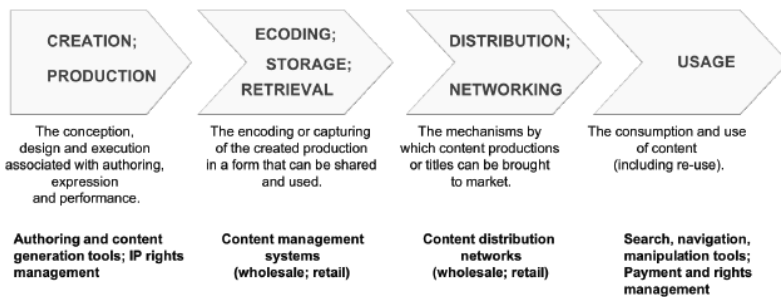 CREATION;
PRODUCTION
ECODING;
STORAGE;
RETRIEVAL
DISTRIBUTION;
NETWORKING
USAGE
The conception,
design and execution
associated with authoring,
expression
and performance.
The encoding or capturing
of the created production
in a form that can be shared
and used.
The mechanisms by
which content productions
or titles can be brought
to market.
The consumption and use
of content
(including re-use).
Authoring and content
generation tools; IP rights
management
Content management
systems
(wholesale; retail)
Content distribution
networks
(wholesale; retail)
Search, navigation,
manipulation tools;
Payment and rights
management